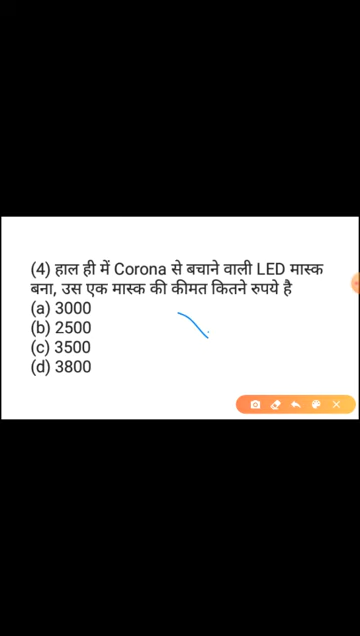 (4) हाल ही में Corona से बचाने वाली LED मास्क
बना, उस एक मास्क की कीमत कितने रुपये है
(a) 3000
(b) 2500
(c) 3500
(d) 3800